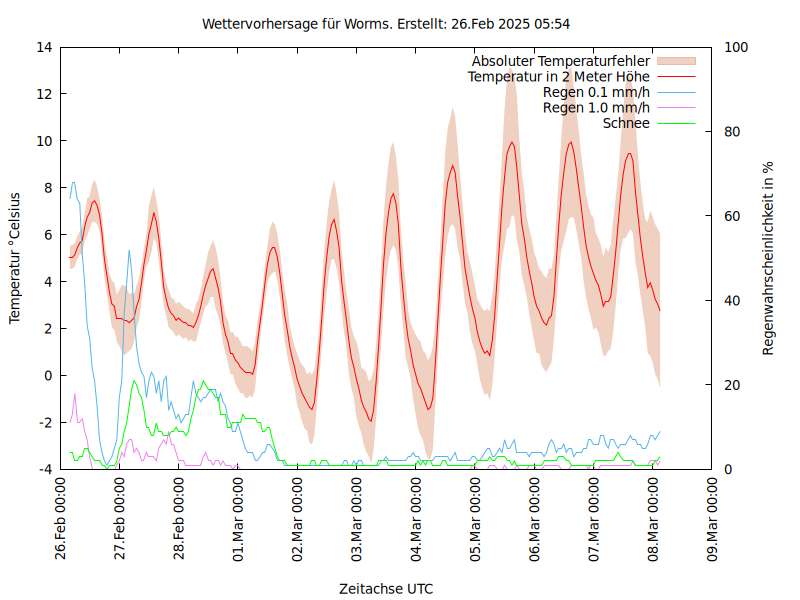 Wettervorhersage für Worms. Erstellt: 26.Feb 2025 05:54
Absoluter Temperaturfehler
Temperatur in 2 Meter Höhe
Regen 0.1 mm/h
Regen 1.0 mm/h
Schnee
Temperatur °Celsius
14
12
10
8
6
4
2
0
-2
-4
Regenwahrscheinlichkeit in %
100
80
60
40
20
0
26.Feb 00:00
27.Feb 00:00
28.Feb 00:00
01.Mar 00:00
02.Mar 00:00
03.Mar 00:00
04.Mar 00:00
05.Mar 00:00
06.Mar 00:00
07.Mar 00:00
08.Mar 00:00
09.Mar 00:00
Zeitachse UTC